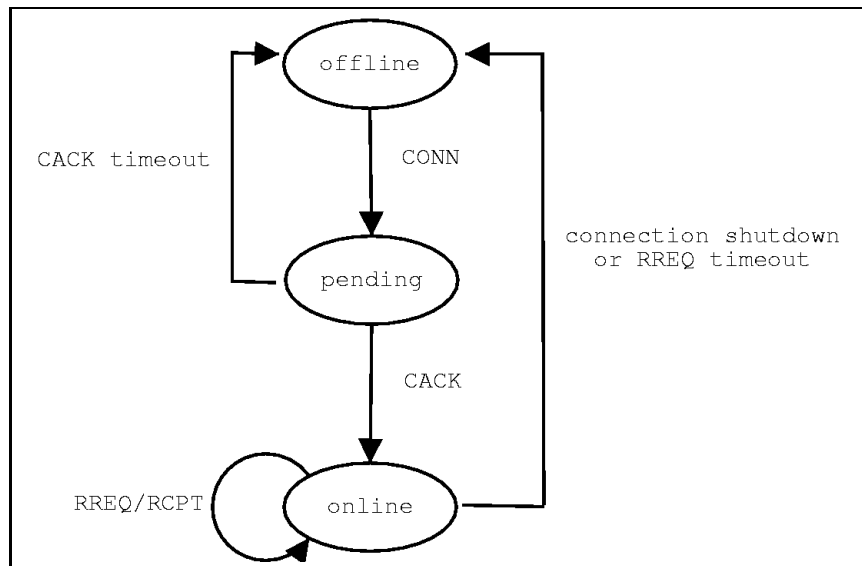 offline
CACK timeout
CONN
connection shutdown
or RREQ timeout
pending
CACK
RREQ/RCPT
online